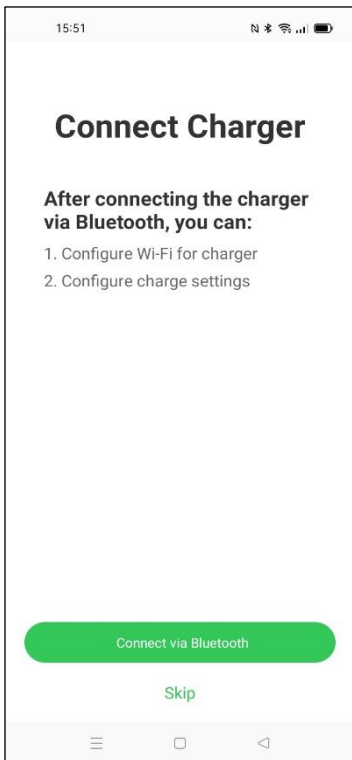 15:51
Connect Charger
After connecting the charger
via Bluetooth, you can:
1. Configure Wi-Fi for charger
2. Configure charge settings
Connect via Bluetooth
Skip